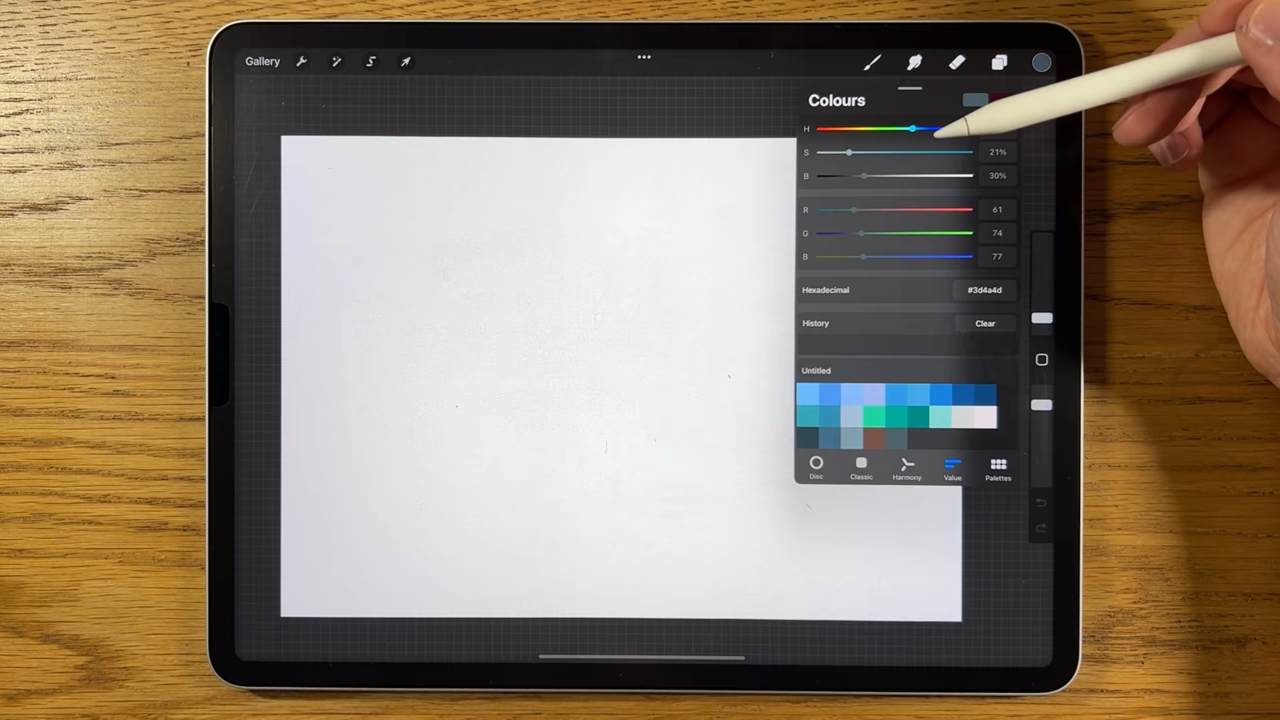 Gallery
Colours
H
S 21%
B 30%
R 61
G 74
B 77
Hexadecimal #3d4a4d
History Clear
Untitled
Disc Classic Harmony Value Palettes